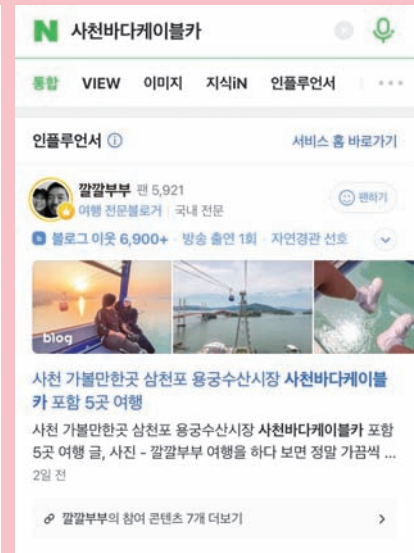 N 사천바다케이블카
통합 VIEW 이미지 지식iN 인플루언서
인플루언서 서비스 홈 바로가기
깔깔부부 팬 5,921
팬하기
여행 전문블로거 국내 전문
블로그 이웃 6,900+ · 방송 출연 1회 · 자연경관 선호
blog
사천 가볼만한곳 삼천포 용궁수산시장 사천바다케이블
카 포함 5곳 여행
사천 가볼만한곳 삼천포 용궁수산시장 사천바다케이블카 포함
5곳 여행 글, 사진 - 깔깔부부 여행을 하다 보면 정말 가끔씩 ...
2일 전
깔깔부부의 참여 콘텐츠 7개 더보기